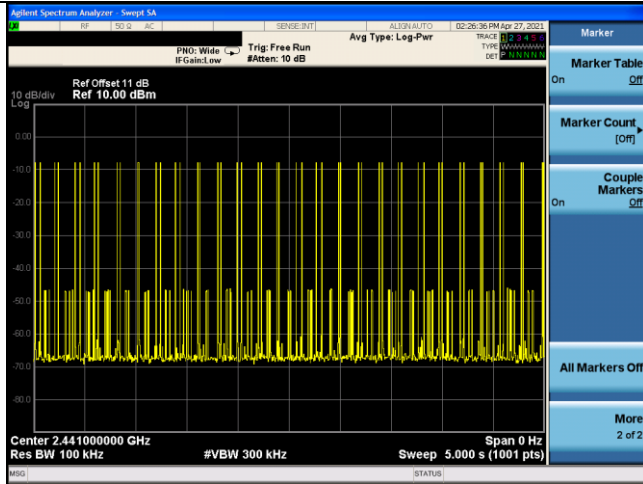 Agilent Spectrum Analyzer - Swept SA
RF 50 Ω AC SENSE:INT ALIGN AUTO 02:26:36 PM Apr 27, 2021
Marker
Avg Type: Log-Pwr
TRACE 1 2 3 4 5 6
PNO: Wide Trig: Free Run
TYPE
IFGain:Low #Atten: 10 dB
DET P N N N N N
Marker Table
On Off
Ref Offset 11 dB
10 dB/div Ref 10.00 dBm
Log
Marker Count
[Off]
0.00
-10.0
Couple
Markers
On Off
-20.0
-30.0
-40.0
-50.0
-60.0
-70.0
All Markers Off
-80.0
More
2 of 2
Center 2.441000000 GHz Span 0 Hz
Res BW 100 kHz #VBW 300 kHz Sweep 5.000 s (1001 pts)
MSG STATUS